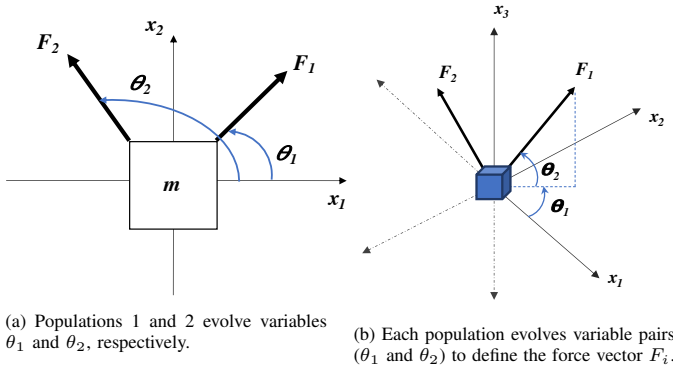 x2
F2
F1
θ2
θ1
m
x1
(a) Populations 1 and 2 evolve variables
θ1 and θ2, respectively.
x3
F2
F1
x2
θ2
θ1
x1
(b) Each population evolves variable pairs
(θ1 and θ2) to define the force vector Fi.